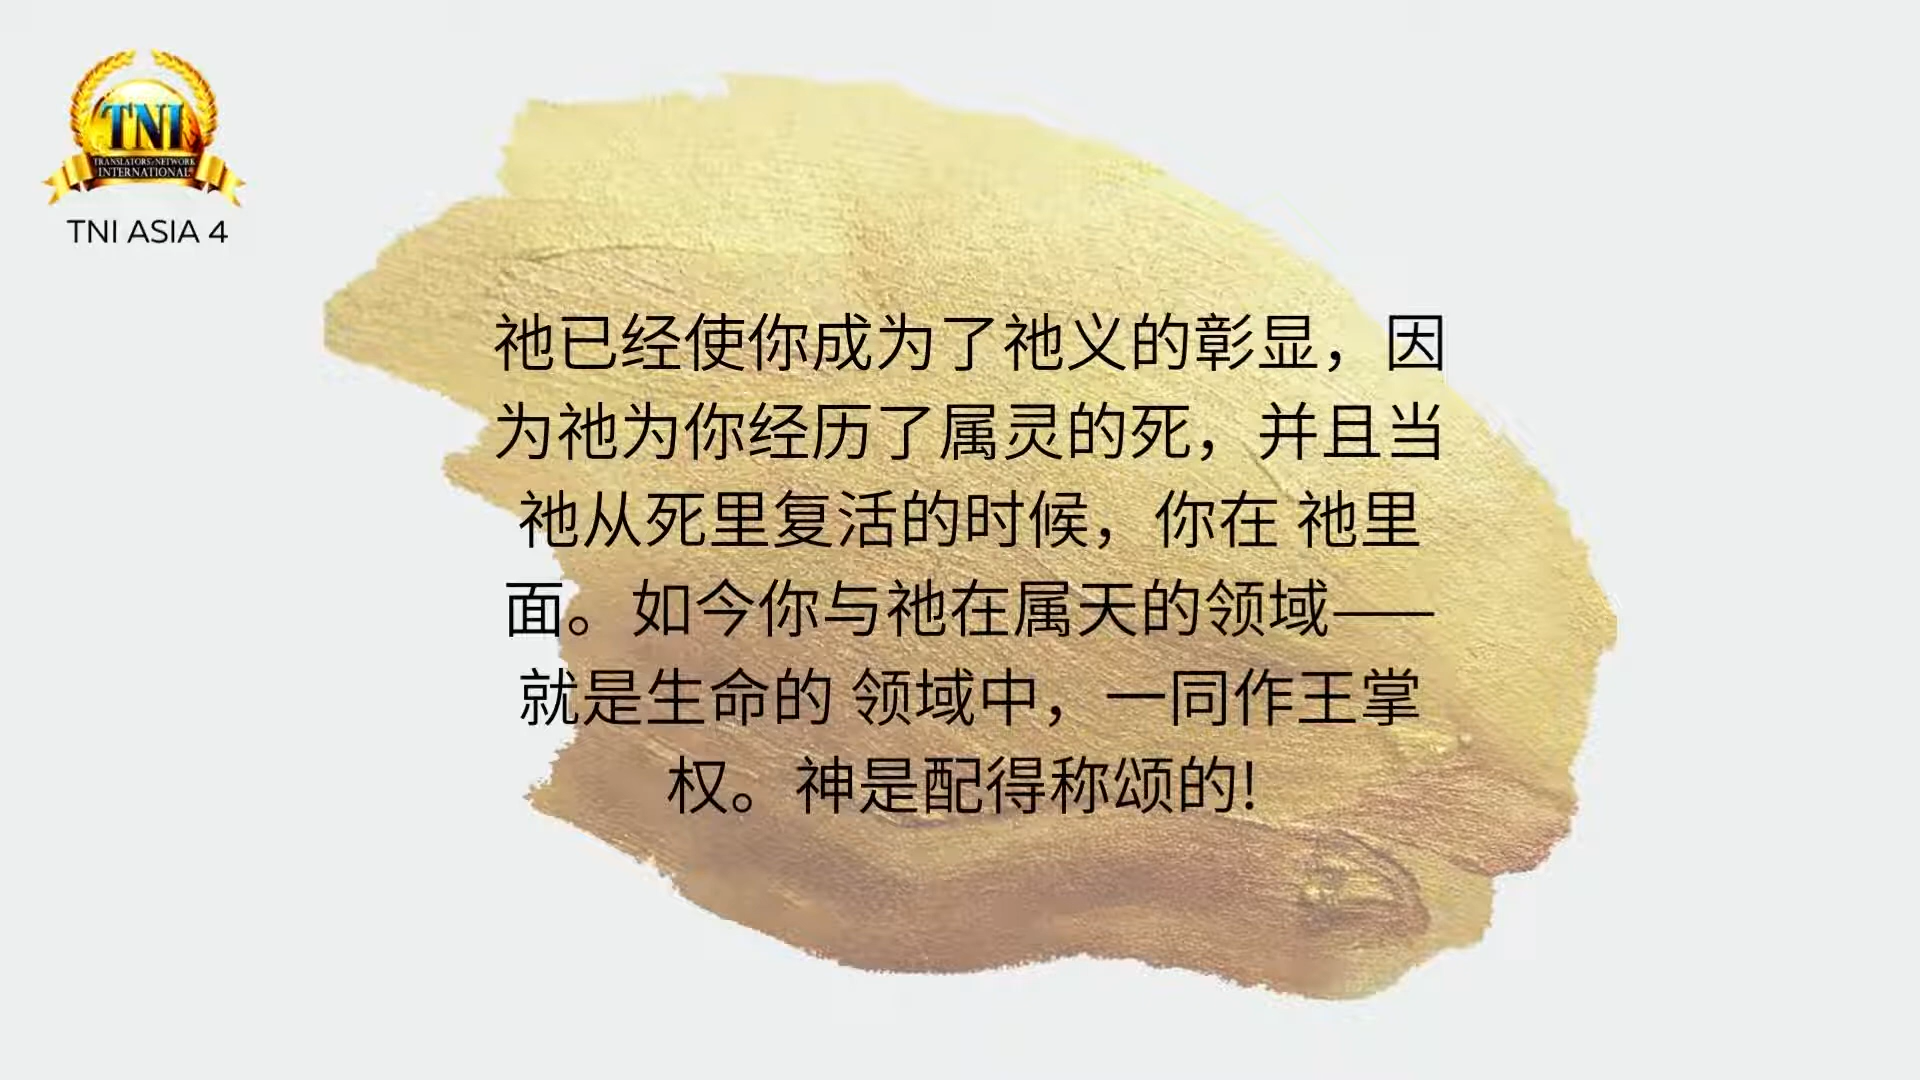 TNI
TRANSLATORS' NETWORK
INTERNATIONAL
TNI ASIA 4
祂已经使你成为了祂义的彰显，因
为祂为你经历了属灵的死，并且当
祂从死里复活的时候，你在 祂里
面。如今你与祂在属天的领域——
就是生命的 领域中，一同作王掌
权。神是配得称颂的!